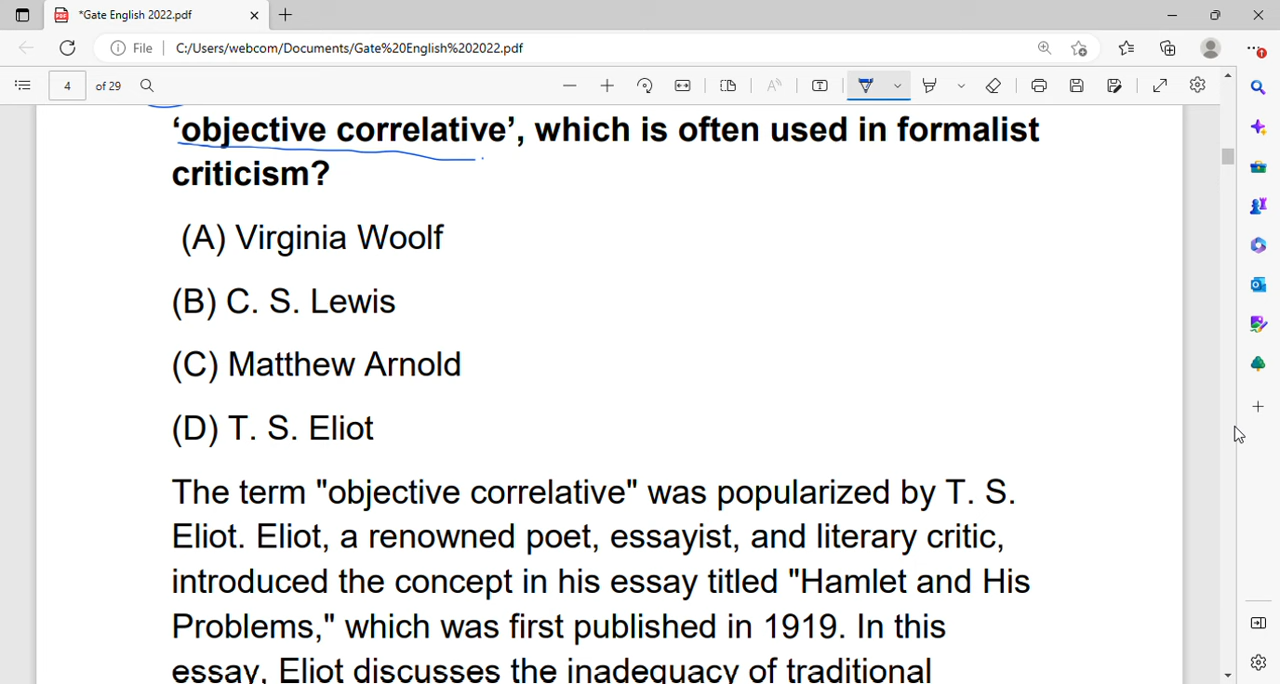 *Gate English 2022.pdf
File
C:/Users/webcom/Documents/Gate%20English%202022.pdf
4 of 29
‘objective correlative’, which is often used in formalist
criticism?
(A) Virginia Woolf
(B) C. S. Lewis
(C) Matthew Arnold
(D) T. S. Eliot
The term "objective correlative" was popularized by T. S.
Eliot. Eliot, a renowned poet, essayist, and literary critic,
introduced the concept in his essay titled "Hamlet and His
Problems," which was first published in 1919. In this
essay, Eliot discusses the inadequacy of traditional